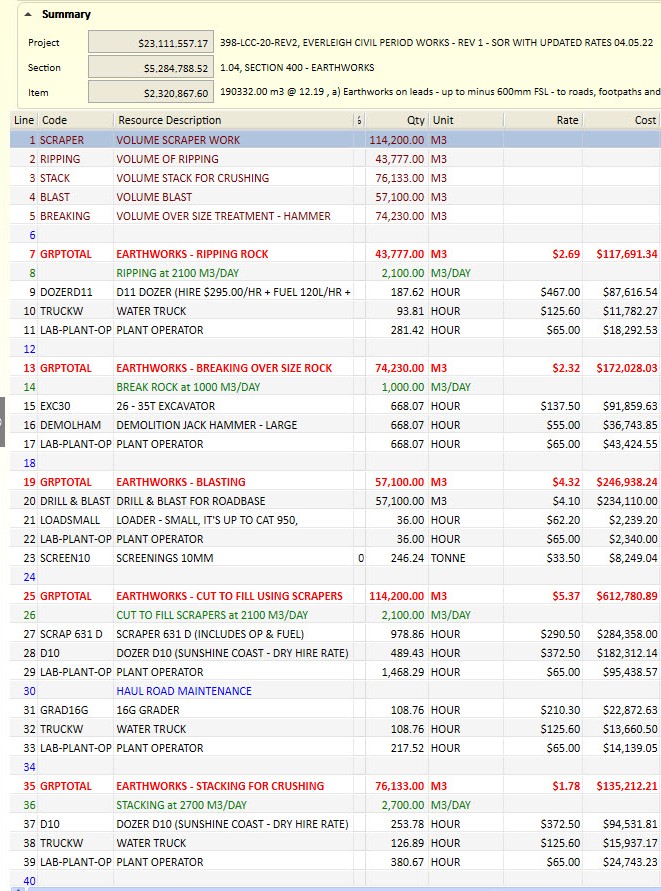 Summary
Project $23,111,557.17 398-LCC-20-REV2, EVERLEIGH CIVIL PERIOD WORKS - REV 1 - SOR WITH UPDATED RATES 04.05.22
Section $5,284,788.52 1.04, SECTION 400 - EARTHWORKS
Item $2,320,867.60 190332.00 m3 @ 12.19 , a) Earthworks on leads - up to minus 600mm FSL - to roads, footpaths and
Line Code Resource Description Qty Unit Rate Cost
1 SCRAPER VOLUME SCRAPER WORK 114,200.00 M3
2 RIPPING VOLUME OF RIPPING 43,777.00 M3
3 STACK VOLUME STACK FOR CRUSHING 76,133.00 M3
4 BLAST VOLUME BLAST 57,100.00 M3
5 BREAKING VOLUME OVER SIZE TREATMENT - HAMMER 74,230.00 M3
6
7 GRPTOTAL EARTHWORKS - RIPPING ROCK 43,777.00 M3 $2.69 $117,691.34
8 RIPPING at 2100 M3/DAY 2,100.00 M3/DAY
9 DOZERD11 D11 DOZER (HIRE $295.00/HR + FUEL 120L/HR + 187.62 HOUR $467.00 $87,616.54
10 TRUCKW WATER TRUCK 93.81 HOUR $125.60 $11,782.27
11 LAB-PLANT-OP PLANT OPERATOR 281.42 HOUR $65.00 $18,292.53
12
13 GRPTOTAL EARTHWORKS - BREAKING OVER SIZE ROCK 74,230.00 M3 $2.32 $172,028.03
14 BREAK ROCK at 1000 M3/DAY 1,000.00 M3/DAY
15 EXC30 26 - 35T EXCAVATOR 668.07 HOUR $137.50 $91,859.63
16 DEMOLHAM DEMOLITION JACK HAMMER - LARGE 668.07 HOUR $55.00 $36,743.85
17 LAB-PLANT-OP PLANT OPERATOR 668.07 HOUR $65.00 $43,424.55
18
19 GRPTOTAL EARTHWORKS - BLASTING 57,100.00 M3 $4.32 $246,938.24
20 DRILL & BLAST DRILL & BLAST FOR ROADBASE 57,100.00 M3 $4.10 $234,110.00
21 LOADSMALL LOADER - SMALL, IT'S UP TO CAT 950, 36.00 HOUR $62.20 $2,239.20
22 LAB-PLANT-OP PLANT OPERATOR 36.00 HOUR $65.00 $2,340.00
23 SCREEN10 SCREENINGS 10MM 0 246.24 TONNE $33.50 $8,249.04
24
25 GRPTOTAL EARTHWORKS - CUT TO FILL USING SCRAPERS 114,200.00 M3 $5.37 $612,780.89
26 CUT TO FILL SCRAPERS at 2100 M3/DAY 2,100.00 M3/DAY
27 SCRAP 631 D SCRAPER 631 D (INCLUDES OP & FUEL) 978.86 HOUR $290.50 $284,358.00
28 D10 DOZER D10 (SUNSHINE COAST - DRY HIRE RATE) 489.43 HOUR $372.50 $182,312.14
29 LAB-PLANT-OP PLANT OPERATOR 1,468.29 HOUR $65.00 $95,438.57
30 HAUL ROAD MAINTENANCE
31 GRAD16G 16G GRADER 108.76 HOUR $210.30 $22,872.63
32 TRUCKW WATER TRUCK 108.76 HOUR $125.60 $13,660.50
33 LAB-PLANT-OP PLANT OPERATOR 217.52 HOUR $65.00 $14,139.05
34
35 GRPTOTAL EARTHWORKS - STACKING FOR CRUSHING 76,133.00 M3 $1.78 $135,212.21
36 STACKING at 2700 M3/DAY 2,700.00 M3/DAY
37 D10 DOZER D10 (SUNSHINE COAST - DRY HIRE RATE) 253.78 HOUR $372.50 $94,531.81
38 TRUCKW WATER TRUCK 126.89 HOUR $125.60 $15,937.17
39 LAB-PLANT-OP PLANT OPERATOR 380.67 HOUR $65.00 $24,743.23
40